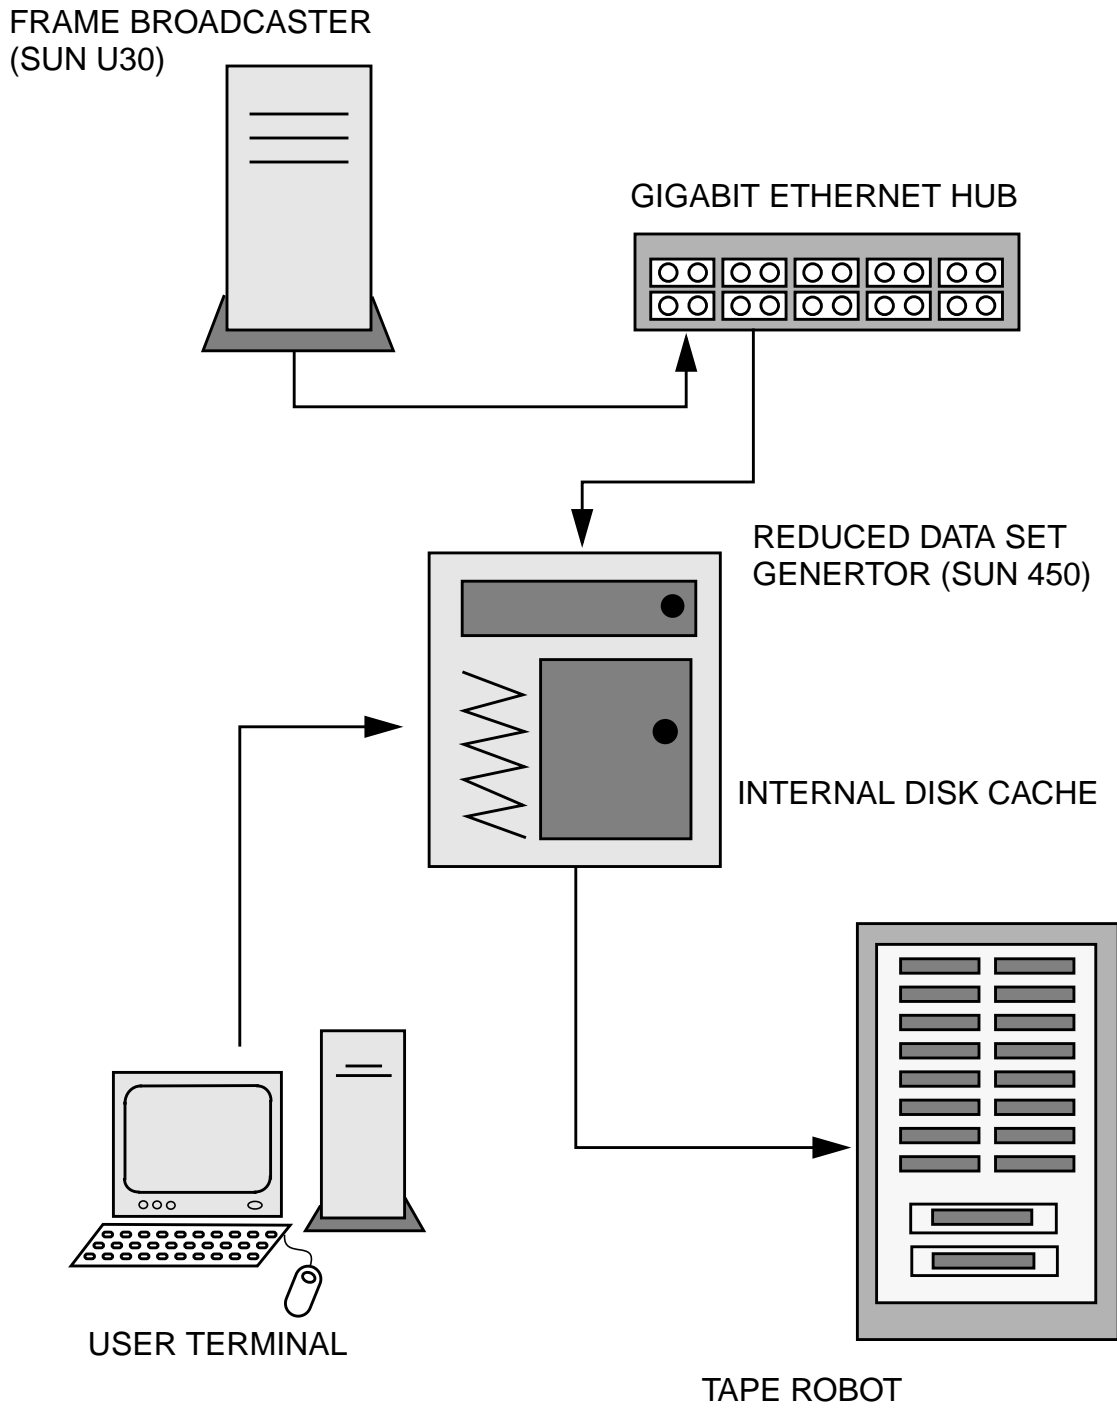 FRAME BROADCASTER
(SUN U30)
GIGABIT ETHERNET HUB
REDUCED DATA SET
GENERTOR (SUN 450)
INTERNAL DISK CACHE
USER TERMINAL
TAPE ROBOT